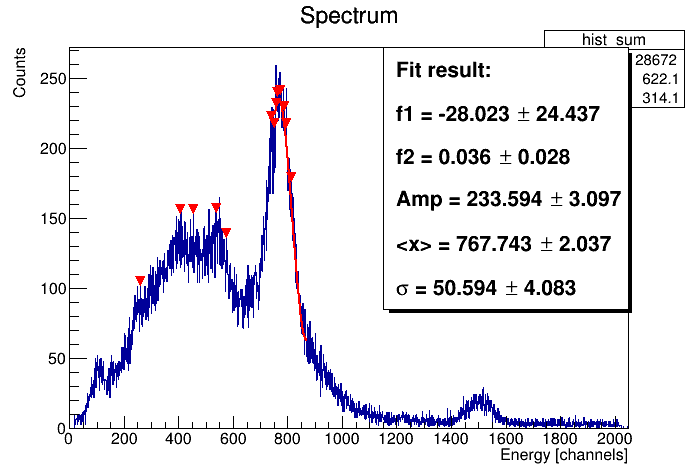 Spectrum
hist_sum
28672
622.1
314.1
Fit result:
f1 = -28.023 ± 24.437
f2 = 0.036 ± 0.028
Amp = 233.594 ± 3.097
<x> = 767.743 ± 2.037
σ = 50.594 ± 4.083
Counts
250
200
150
100
50
0
0 200 400 600 800 1000 1200 1400 1600 1800 2000
Energy [channels]